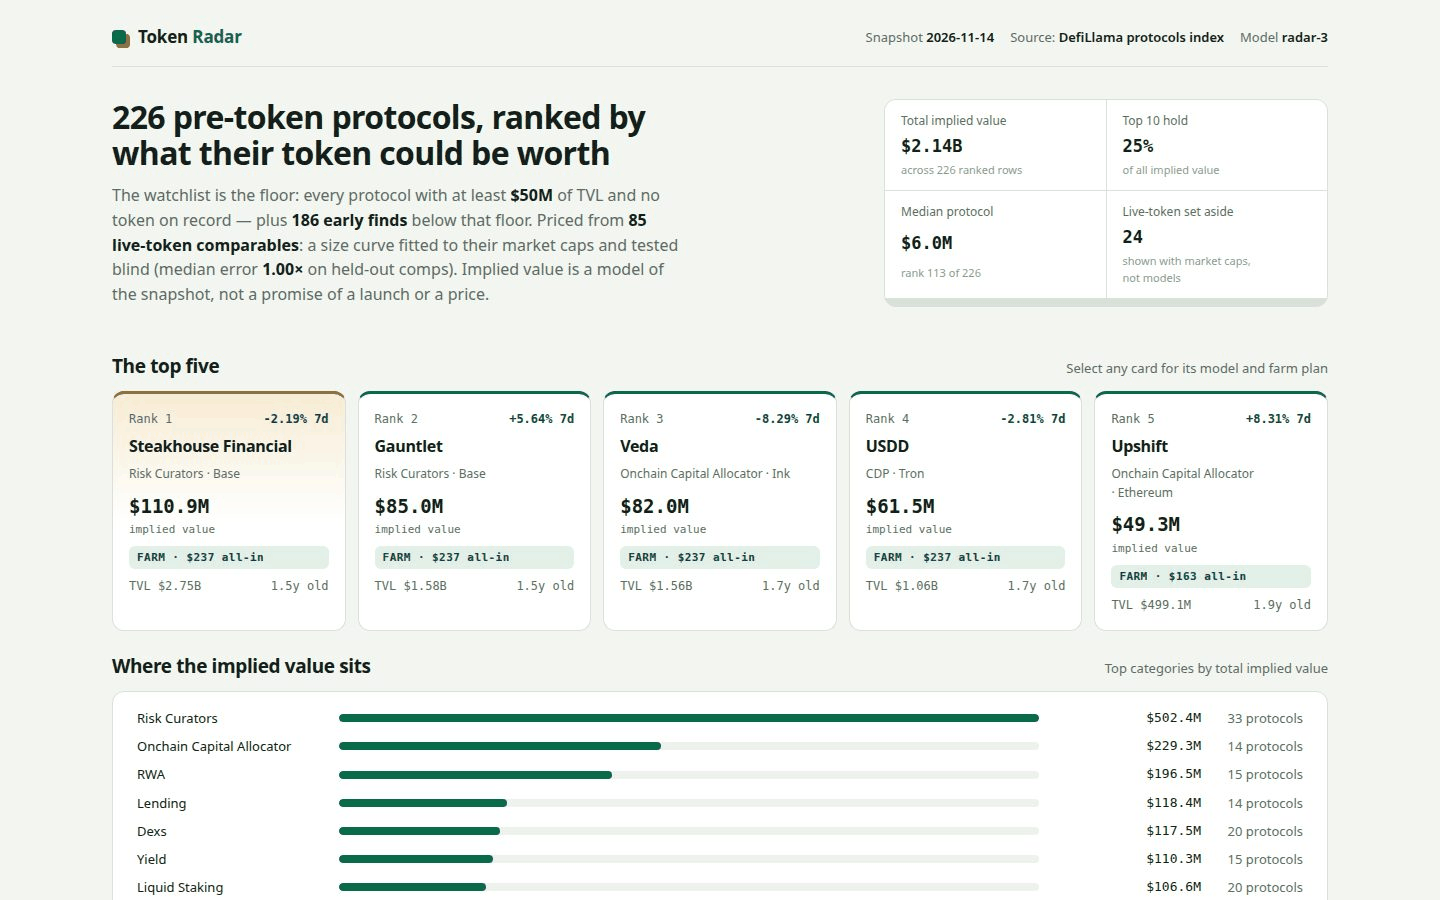 Token Radar
Snapshot 2026-11-14 Source: DefiLlama protocols index Model radar-3
226 pre-token protocols, ranked by
what their token could be worth
The watchlist is the floor: every protocol with at least $50M of TVL and no
token on record — plus 186 early finds below that floor. Priced from 85
live-token comparables: a size curve fitted to their market caps and tested
blind (median error 1.00× on held-out comps). Implied value is a model of
the snapshot, not a promise of a launch or a price.
Total implied value
$2.14B
across 226 ranked rows
Top 10 hold
25%
of all implied value
Median protocol
$6.0M
rank 113 of 226
Live-token set aside
24
shown with market caps,
not models
The top five
Select any card for its model and farm plan
Rank 1 -2.19% 7d
Steakhouse Financial
Risk Curators · Base
$110.9M
implied value
FARM · $237 all-in
TVL $2.75B 1.5y old
Rank 2 +5.64% 7d
Gauntlet
Risk Curators · Base
$85.0M
implied value
FARM · $237 all-in
TVL $1.58B 1.5y old
Rank 3 -8.29% 7d
Veda
Onchain Capital Allocator · Ink
$82.0M
implied value
FARM · $237 all-in
TVL $1.56B 1.7y old
Rank 4 -2.81% 7d
USDD
CDP · Tron
$61.5M
implied value
FARM · $237 all-in
TVL $1.06B 1.7y old
Rank 5 +8.31% 7d
Upshift
Onchain Capital Allocator
· Ethereum
$49.3M
implied value
FARM · $163 all-in
TVL $499.1M 1.9y old
Where the implied value sits
Top categories by total implied value
Risk Curators $502.4M 33 protocols
Onchain Capital Allocator $229.3M 14 protocols
RWA $196.5M 15 protocols
Lending $118.4M 14 protocols
Dexs $117.5M 20 protocols
Yield $110.3M 15 protocols
Liquid Staking $106.6M 20 protocols